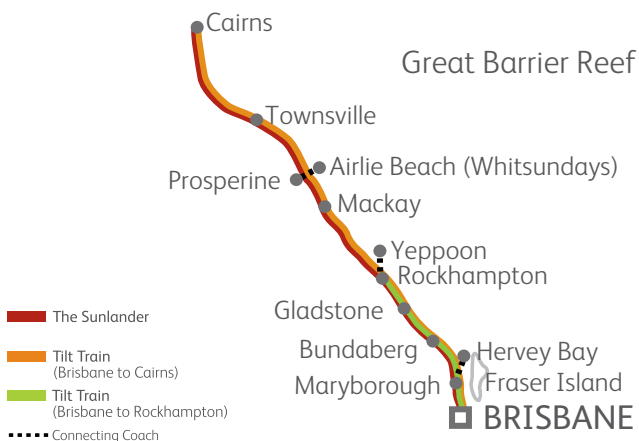 Cairns
Great Barrier Reef
Townsville
Airlie Beach (Whitsundays)
Prosperine
Mackay
Yeppoon
Rockhampton
Gladstone
The Sunlander
Bundaberg
Hervey Bay
Tilt Train
(Brisbane to Cairns)
Maryborough
Fraser Island
Tilt Train
(Brisbane to Rockhampton)
BRISBANE
Connecting Coach